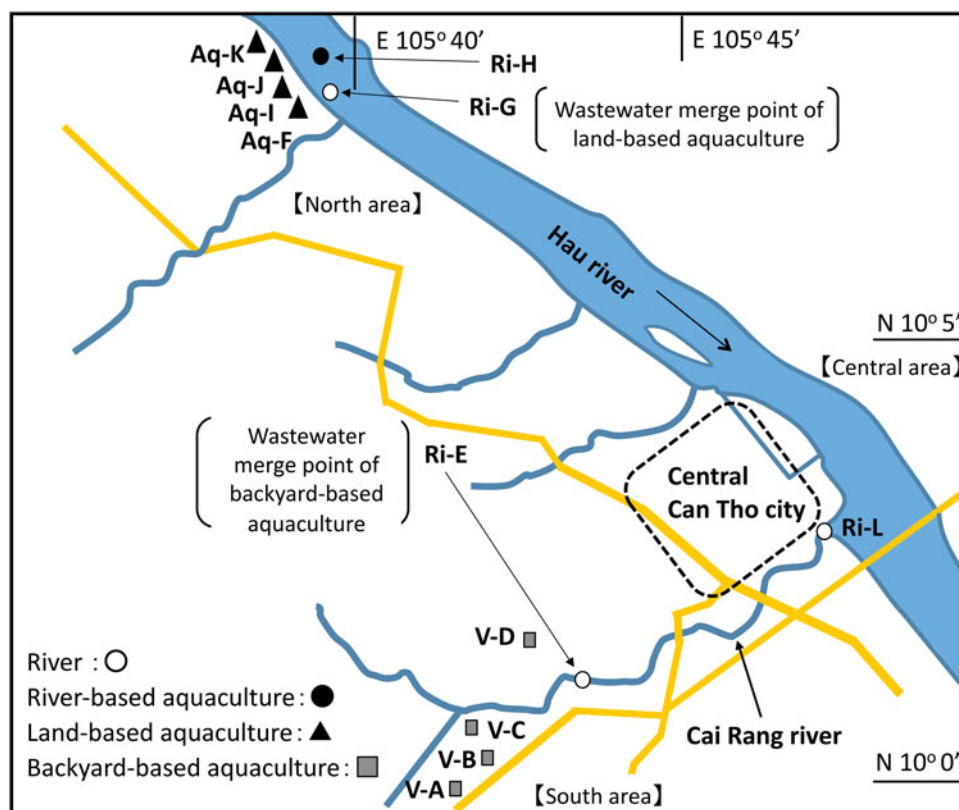 E 105° 40'
E 105° 45'
Aq-K
Ri-H
Aq-J
Ri-G
Aq-I
Aq-F
Wastewater merge point of
land-based aquaculture
【North area】
Hau river
N 10° 5'
【Central area】
Wastewater
merge point of
backyard-based
aquaculture
Ri-E
Central
Can Tho city
Ri-L
V-D
River :
River-based aquaculture :
Land-based aquaculture :
Backyard-based aquaculture :
V-C
V-B
V-A
Cai Rang river
N 10° 0'
【South area】